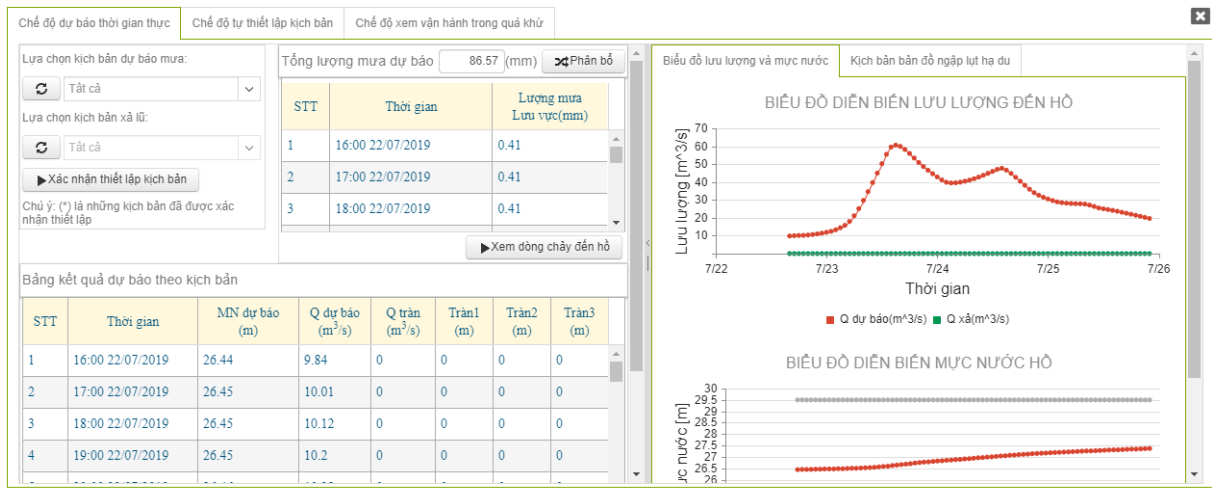 Chế độ dự báo thời gian thực
Chế độ tự thiết lập kịch bản
Chế độ xem vận hành trong quá khứ
Lựa chọn kịch bản dự báo mưa:
Tất cả
Lựa chọn kịch bản xả lũ:
Tất cả
Xác nhận thiết lập kịch bản
Chú ý: (*) là những kịch bản đã được xác
nhận thiết lập
Tổng lượng mưa dự báo 86.57 (mm) Phân bổ
STT Thời gian Lượng mưa
Lưu vực(mm)
1 16:00 22/07/2019 0.41
2 17:00 22/07/2019 0.41
3 18:00 22/07/2019 0.41
Xem dòng chảy đến hồ
Bảng kết quả dự báo theo kịch bản
STT Thời gian MN dự báo (m) Q dự báo (m³/s) Q tràn (m³/s) Tràn1 (m) Tràn2 (m) Tràn3 (m)
1 16:00 22/07/2019 26.44 9.84 0 0 0 0
2 17:00 22/07/2019 26.45 10.01 0 0 0 0
3 18:00 22/07/2019 26.45 10.12 0 0 0 0
4 19:00 22/07/2019 26.45 10.2 0 0 0 0
Biểu đồ lưu lượng và mực nước
Kịch bản bản đồ ngập lụt hạ du
BIỂU ĐỒ DIỄN BIẾN LƯU LƯỢNG ĐẾN HỒ
Lưu lượng [m^3/s]
70
60
50
40
30
20
10
7/22 7/23 7/24 7/25 7/26
Thời gian
Q dự báo(m^3/s) Q xả(m^3/s)
BIỂU ĐỒ DIỄN BIẾN MỰC NƯỚC HỒ
nước [m]
30
29.5
29
28.5
28
27.5
27
26.5
26